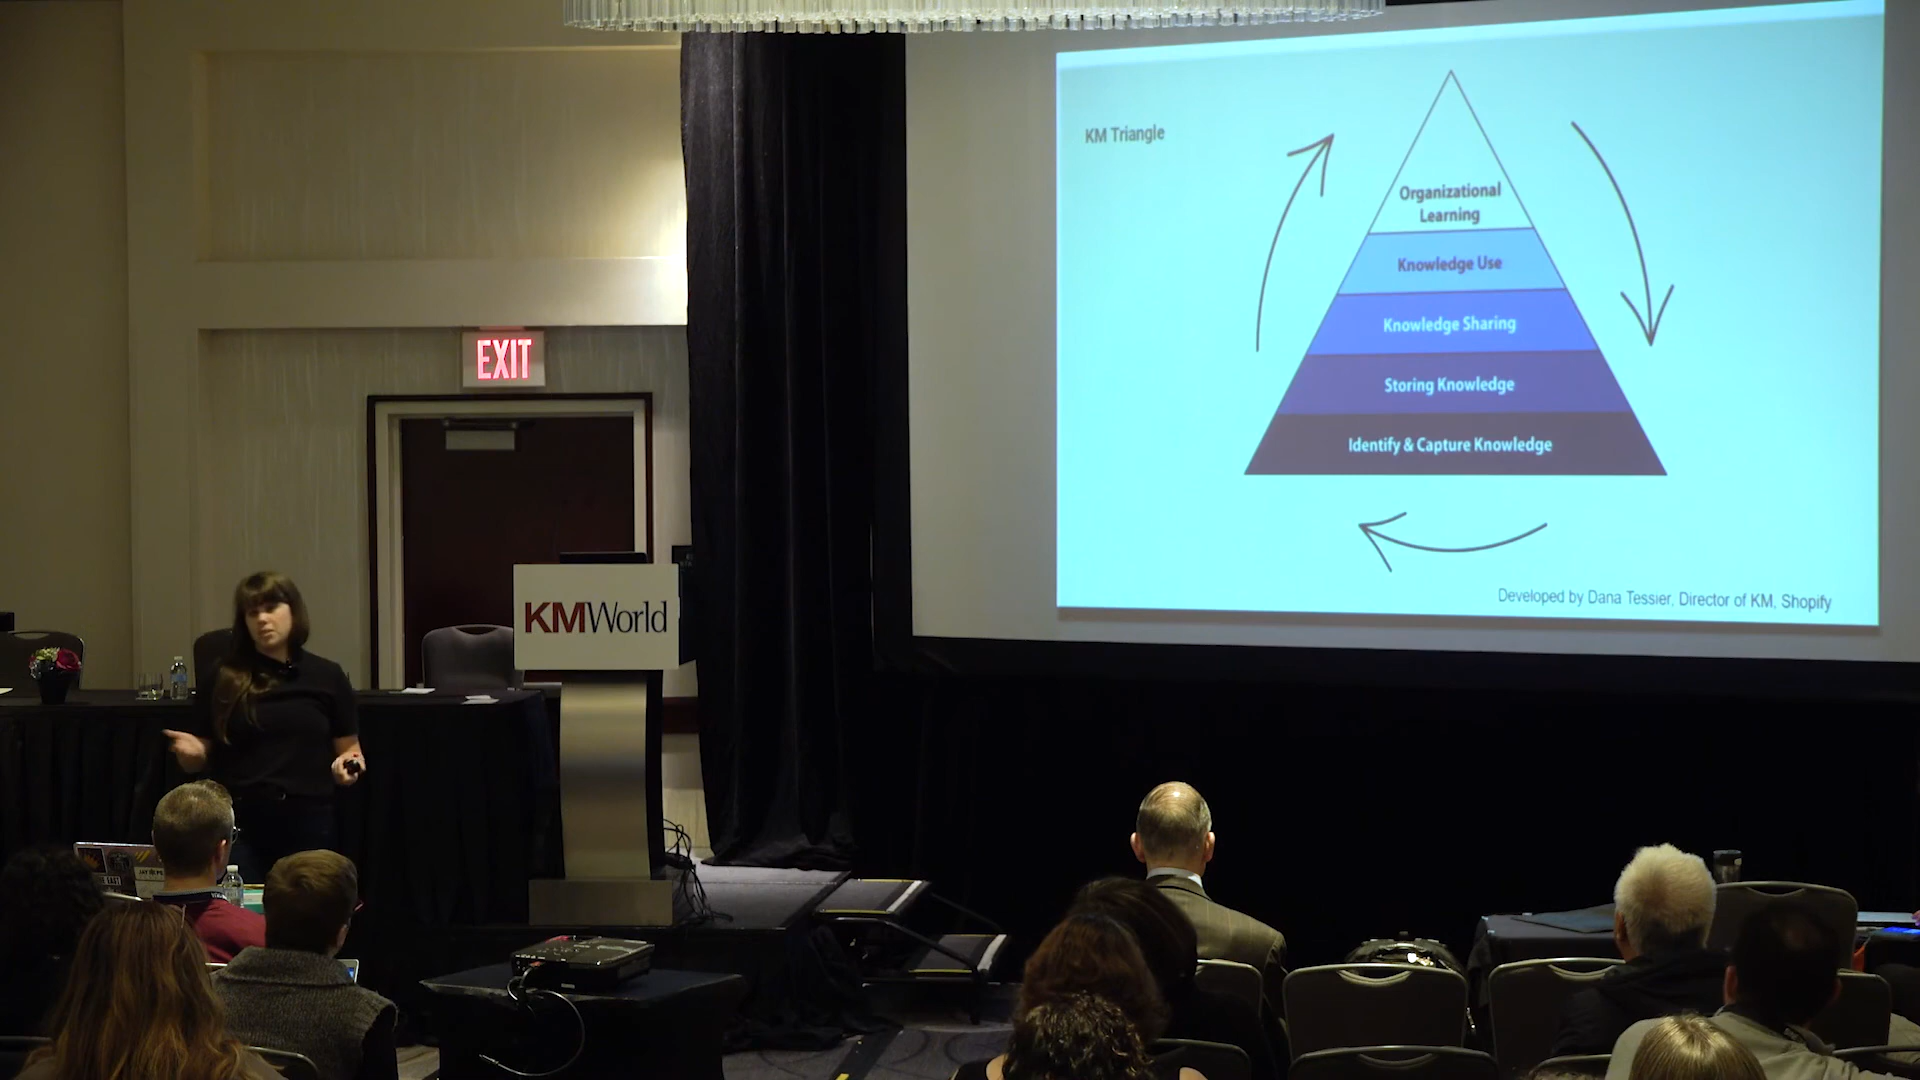 KM Triangle
Organizational
Learning
Knowledge Use
Knowledge Sharing
Storing Knowledge
Identify & Capture Knowledge
Developed by Dana Tessier, Director of KM, Shopify
EXIT
KMWorld